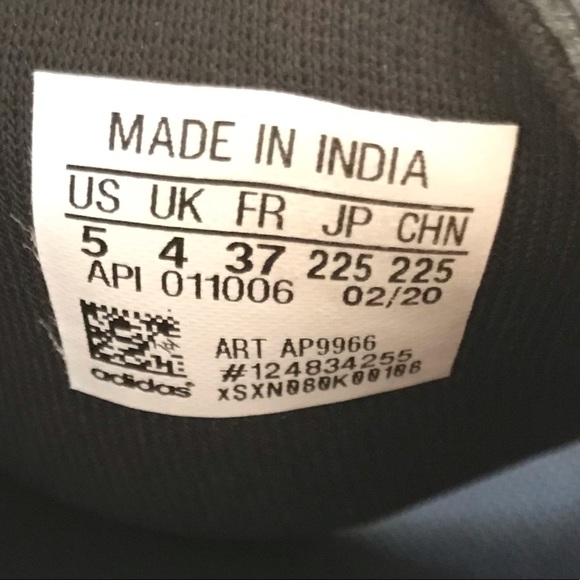 MADE IN INDIA
US UK FR JP CHN
5 4 37 225 225
API 011006 02/20
ART AP9966
#124834255
adidas xSXN080K00108